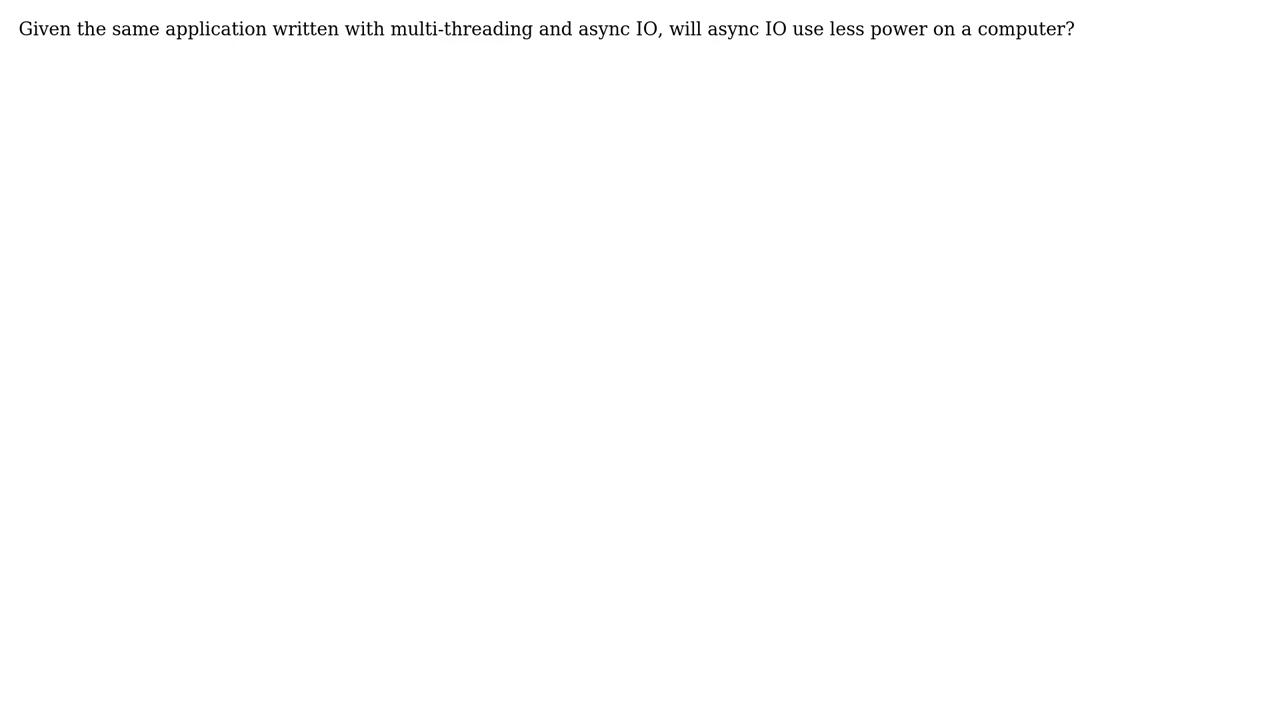 Given the same application written with multi-threading and async IO, will async IO use less power on a computer?